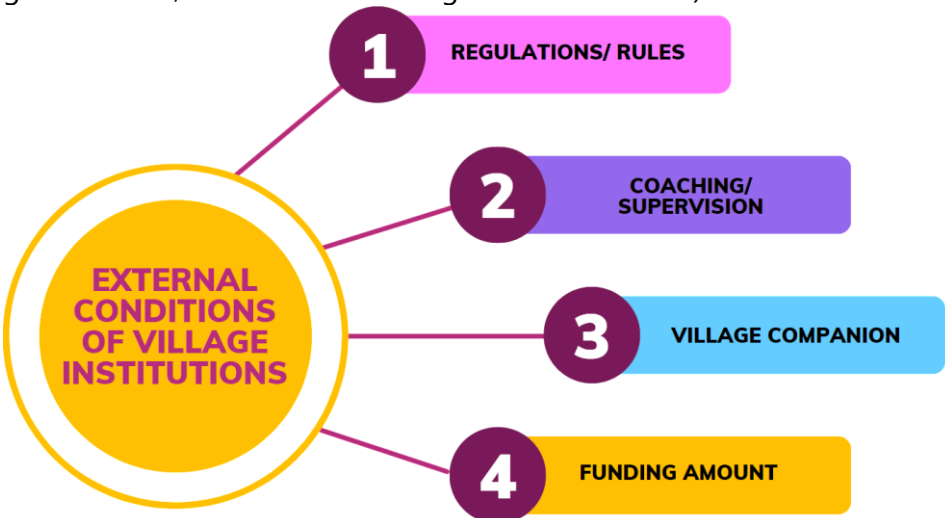 EXTERNAL
CONDITIONS
OF VILLAGE
INSTITUTIONS
1
REGULATIONS/ RULES
2
COACHING/
SUPERVISION
3
VILLAGE COMPANION
4
FUNDING AMOUNT